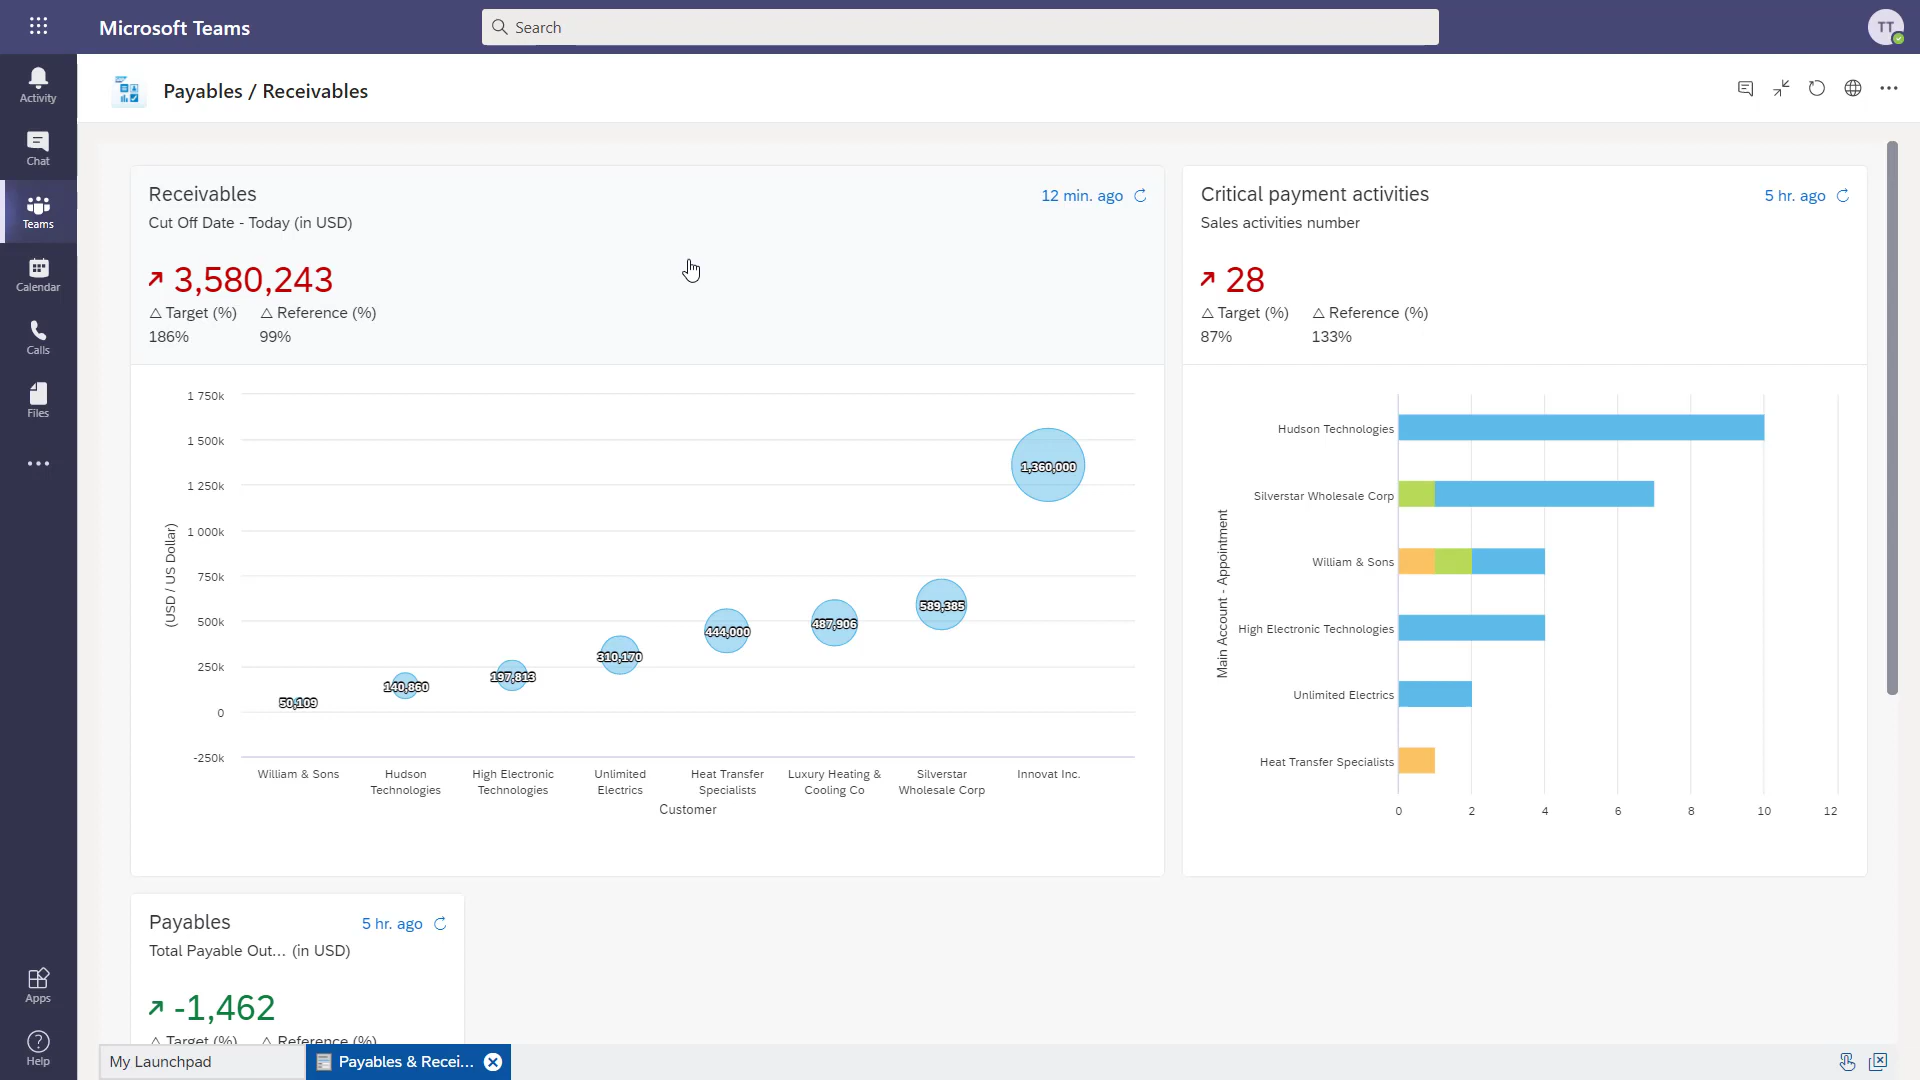 Microsoft Teams
Search
TT
Activity
Chat
Teams
Calendar
Calls
Files
Apps
Help
Payables / Receivables
Receivables
12 min. ago
Cut Off Date - Today (in USD)
3,580,243
△ Target (%) △ Reference (%)
186% 99%
1 750k
1 500k
1 250k
1 000k
750k
500k
250k
0
-250k
(USD / US Dollar)
50,109
140,860
197,813
310,170
444,000
487,906
589,385
1,360,000
William & Sons
Hudson
Technologies
High Electronic
Technologies
Unlimited
Electrics
Heat Transfer
Specialists
Luxury Heating &
Cooling Co
Silverstar
Wholesale Corp
Innovat Inc.
Customer
Critical payment activities
5 hr. ago
Sales activities number
28
△ Target (%) △ Reference (%)
87% 133%
Main Account - Appointment
Hudson Technologies
Silverstar Wholesale Corp
William & Sons
High Electronic Technologies
Unlimited Electrics
Heat Transfer Specialists
0 2 4 6 8 10 12
Payables
5 hr. ago
Total Payable Out... (in USD)
-1,462
△ Target (%) △ Reference (%)
My Launchpad
Payables & Recei...